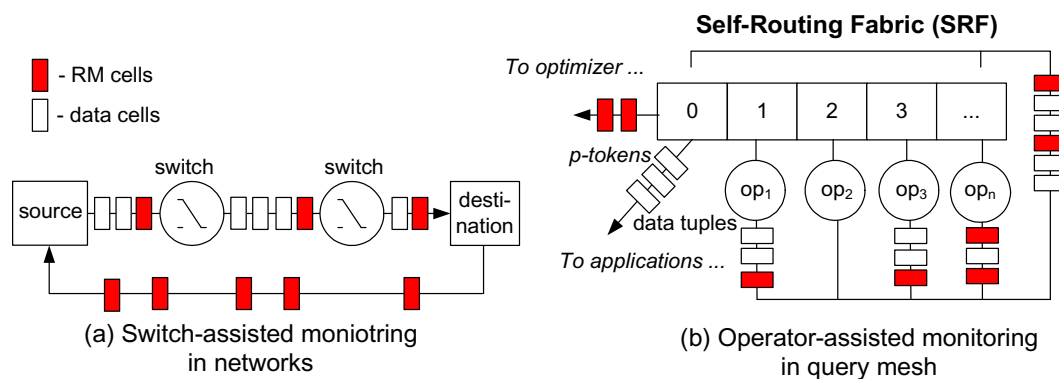 Self-Routing Fabric (SRF)
- RM cells
- data cells
switch
switch
source
desti-
nation
(a) Switch-assisted moniotring
in networks
To optimizer ...
0 1 2 3 ...
p-tokens
op1 op2 op3 opn
data tuples
To applications ...
(b) Operator-assisted monitoring
in query mesh